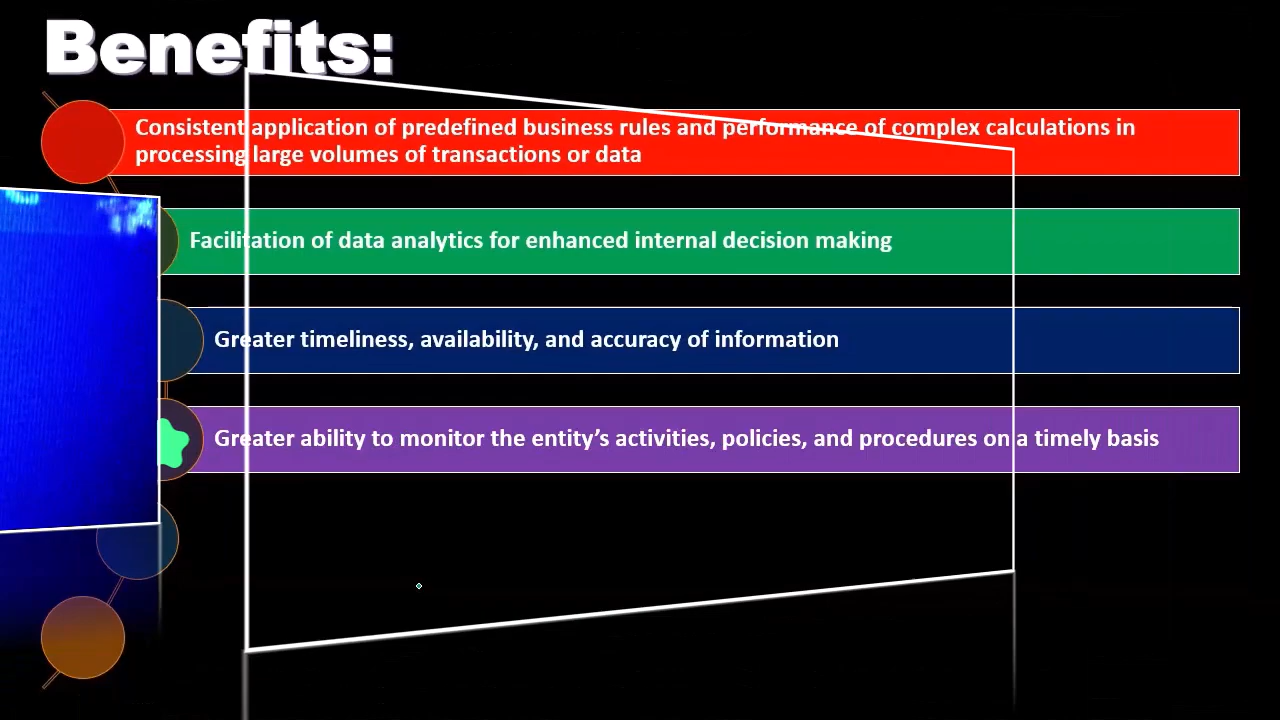 Benefits:
Consistent application of predefined business rules and performance of complex calculations in
processing large volumes of transactions or data
Facilitation of data analytics for enhanced internal decision making
Greater timeliness, availability, and accuracy of information
Greater ability to monitor the entity’s activities, policies, and procedures on a timely basis